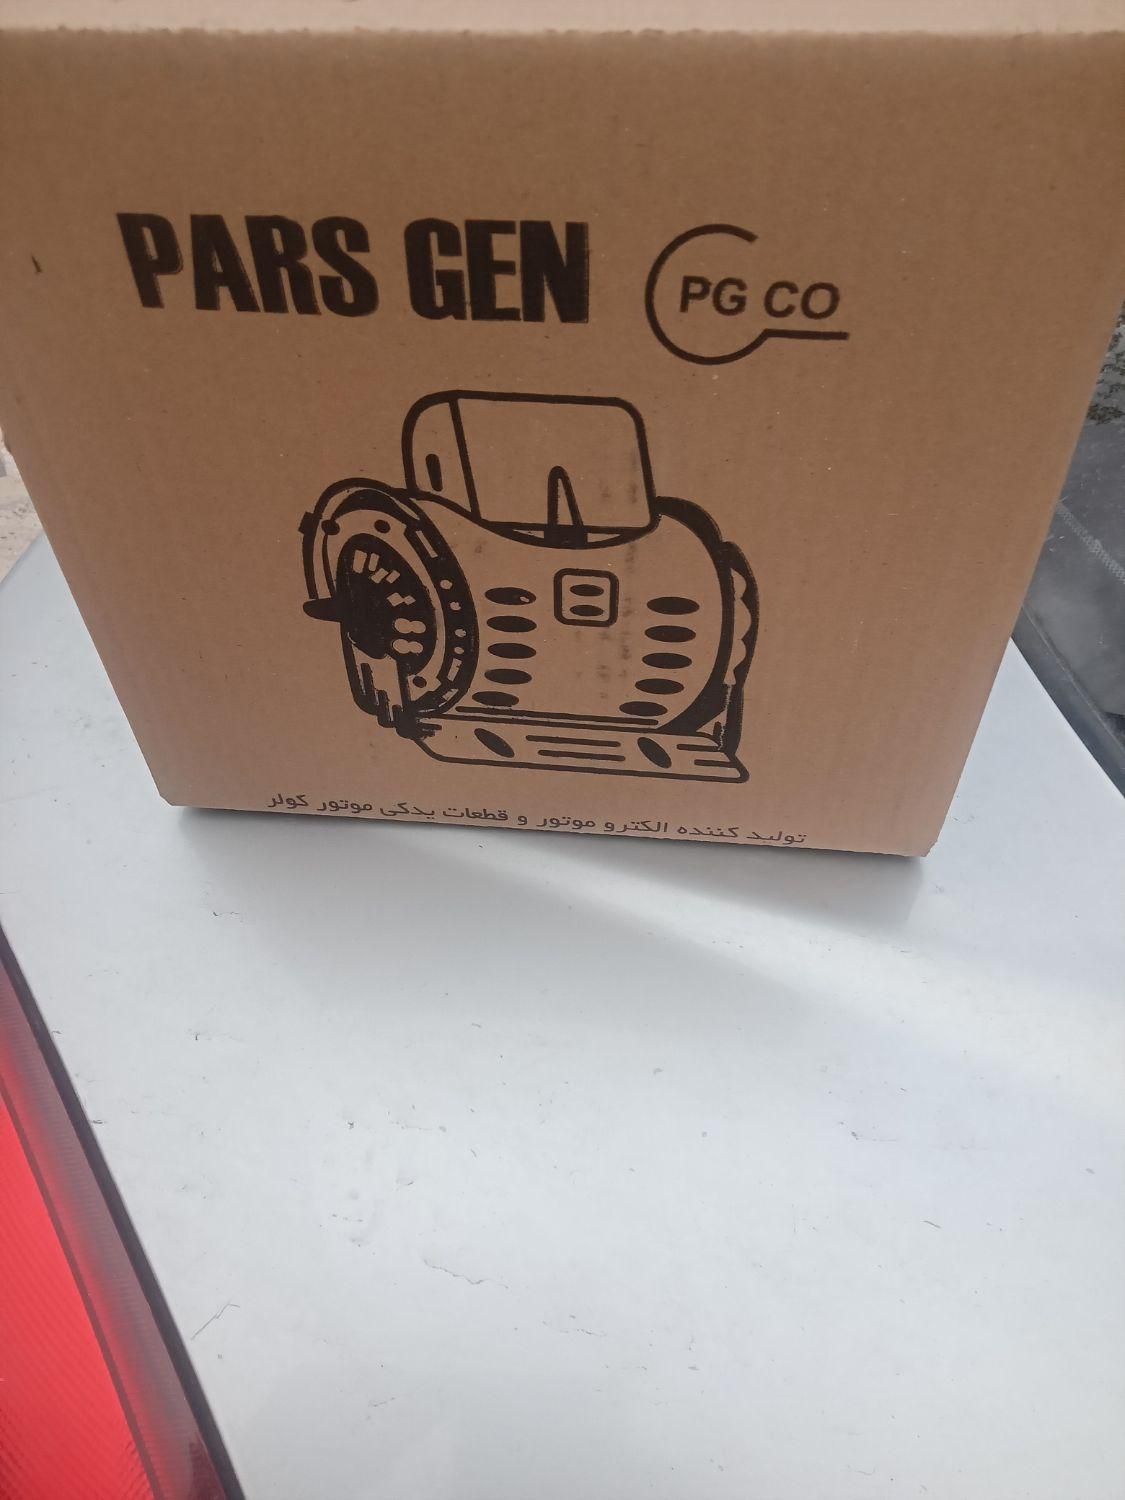 PARS GEN
PG CO
تولید کننده الکترو موتور و قطعات یدکی موتور کولر